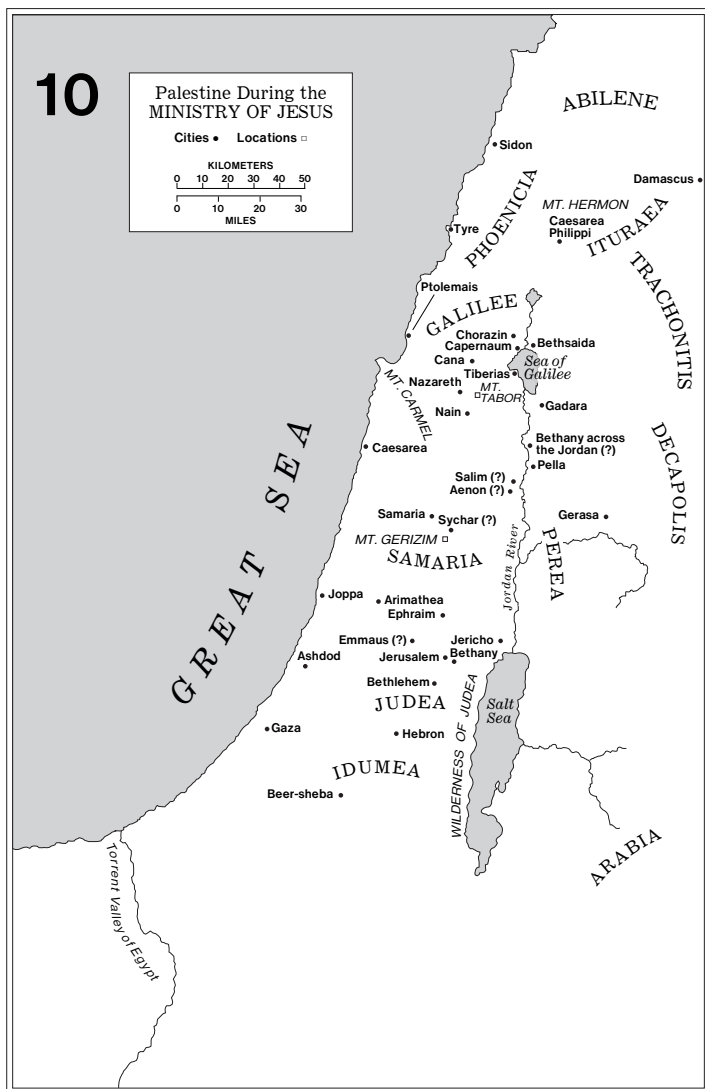 10
Palestine During the
MINISTRY OF JESUS
Cities • Locations □
KILOMETERS
0 10 20 30 40 50
0 10 20 30
MILES
ABILENE
Sidon
Damascus
PHOENICIA
MT. HERMON
Caesarea
Philippi
ITURAEA
Tyre
TRACHONITIS
Ptolemais
GALILEE
Chorazin
Capernaum
Bethsaida
Cana
Sea of
Galilee
Tiberias
MT. CARMEL
Nazareth
MT.
TABOR
Nain
Gadara
DECAPOLIS
Caesarea
Bethany across
the Jordan (?)
Pella
Salim (?)
Aenon (?)
GREAT SEA
Samaria
Sychar (?)
Gerasa
MT. GERIZIM
SAMARIA
Jordan River
PEREA
Joppa
Arimathea
Ephraim
Emmaus (?)
Jericho
Ashdod
Jerusalem
Bethany
Bethlehem
JUDEA
WILDERNESS OF JUDEA
Salt
Sea
Gaza
Hebron
IDUMEA
Beer-sheba
ARABIA
Torrent Valley of Egypt